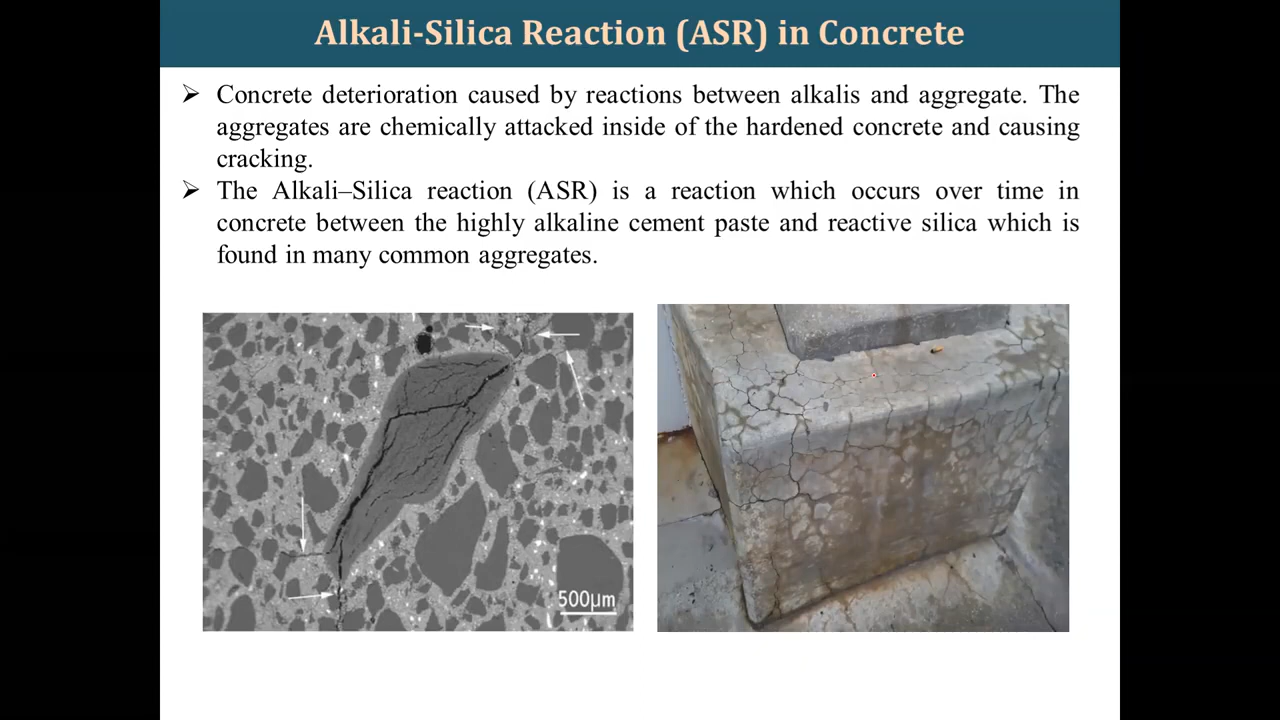 Alkali-Silica Reaction (ASR) in Concrete
➢ Concrete deterioration caused by reactions between alkalis and aggregate. The
aggregates are chemically attacked inside of the hardened concrete and causing
cracking.
➢ The Alkali–Silica reaction (ASR) is a reaction which occurs over time in
concrete between the highly alkaline cement paste and reactive silica which is
found in many common aggregates.
500µm